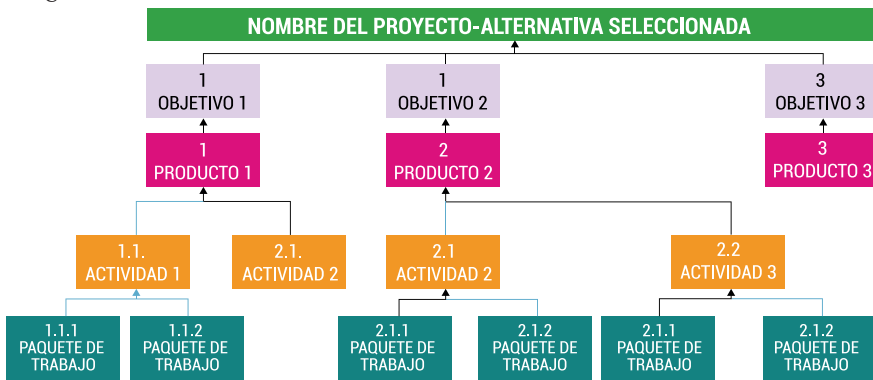 NOMBRE DEL PROYECTO-ALTERNATIVA SELECCIONADA
1
OBJETIVO 1
1
OBJETIVO 2
3
OBJETIVO 3
1
PRODUCTO 1
2
PRODUCTO 2
3
PRODUCTO 3
1.1.
ACTIVIDAD 1
2.1.
ACTIVIDAD 2
2.1
ACTIVIDAD 2
2.2
ACTIVIDAD 3
1.1.1
PAQUETE DE
TRABAJO
1.1.2
PAQUETE DE
TRABAJO
2.1.1
PAQUETE DE
TRABAJO
2.1.2
PAQUETE DE
TRABAJO
2.1.1
PAQUETE DE
TRABAJO
2.1.2
PAQUETE DE
TRABAJO